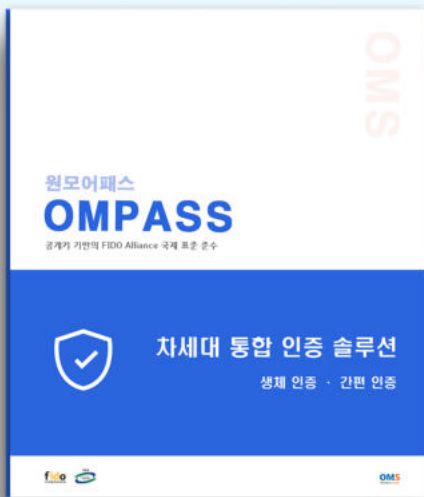 OMS
원모어패스
OMPASS
공개키 기반의 FIDO Alliance 국제 표준 준수
차세대 통합 인증 솔루션
생체 인증 · 간편 인증
fido
OMS